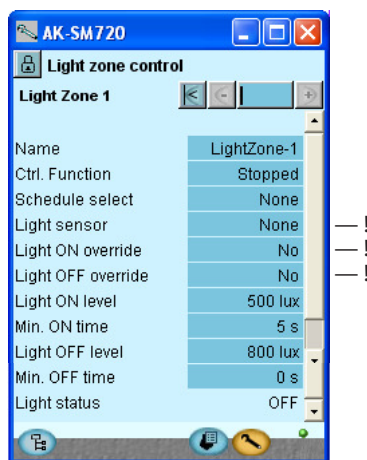 AK-SM720
Light zone control
Light Zone 1
Name LightZone-1
Ctrl. Function Stopped
Schedule select None
Light sensor None — !
Light ON override No — !
Light OFF override No — !
Light ON level 500 lux
Min. ON time 5 s
Light OFF level 800 lux
Min. OFF time 0 s
Light status OFF